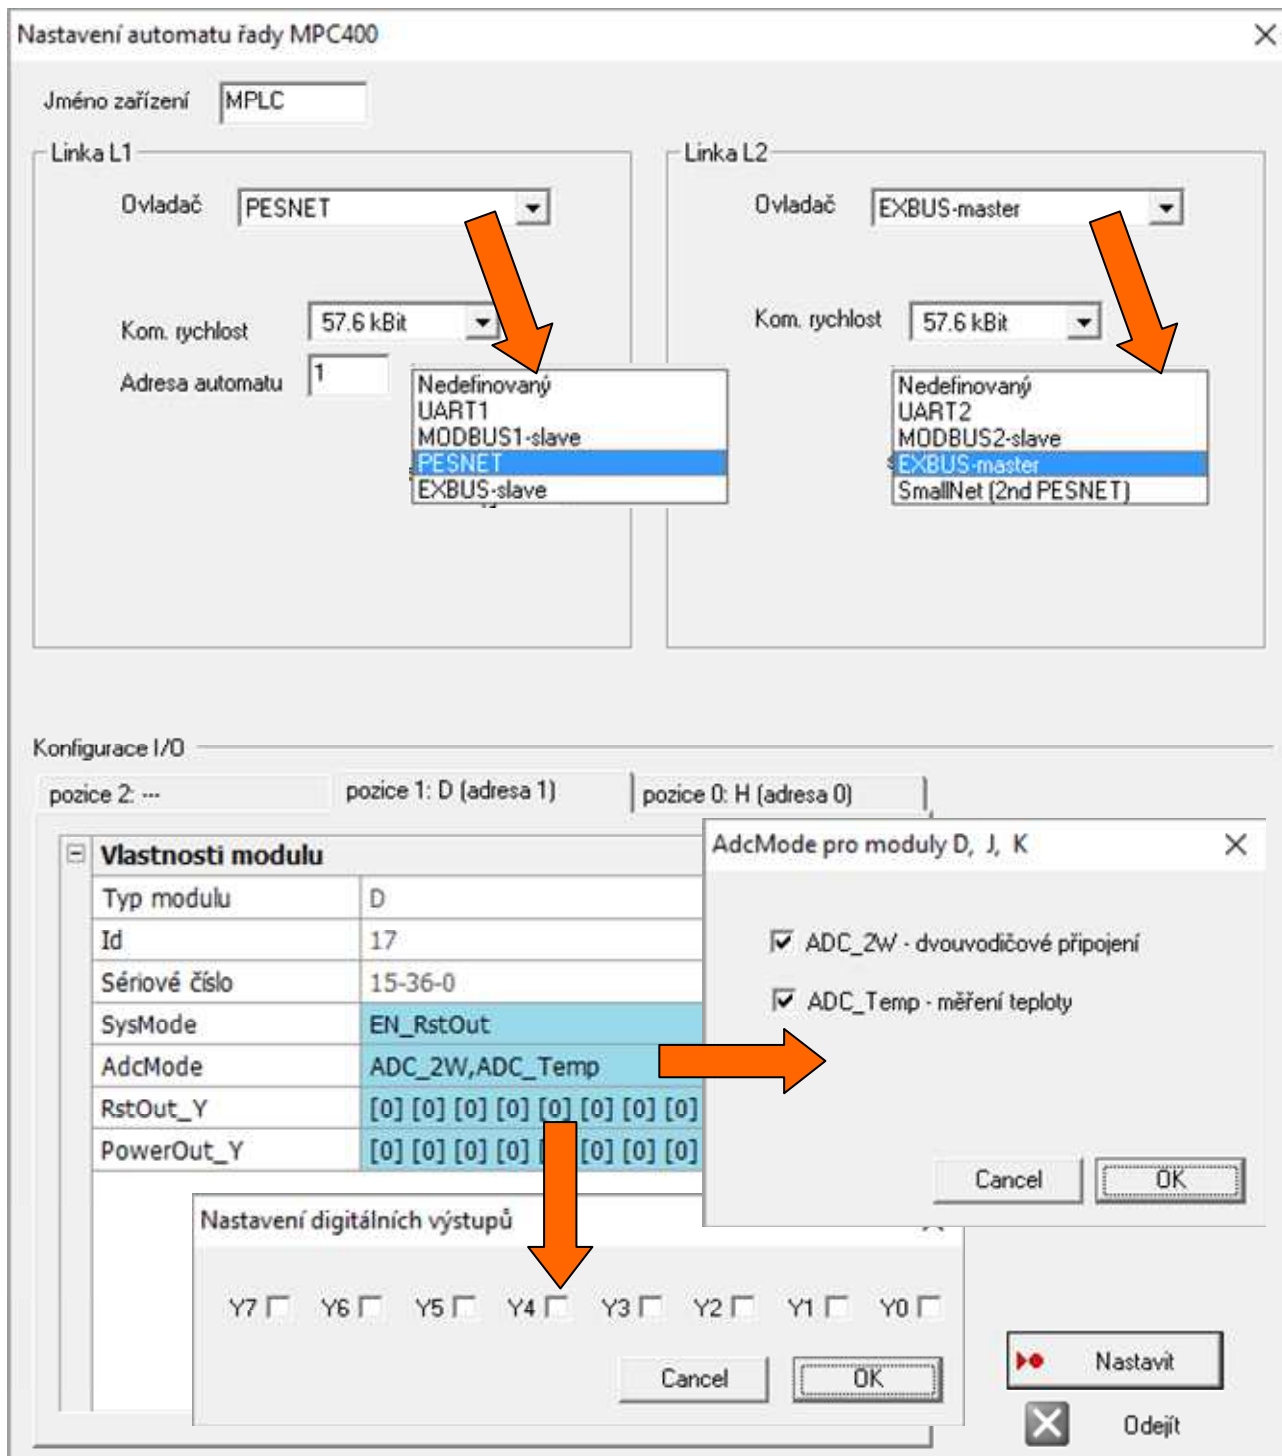 Nastavení automatu řady MPC400
Jméno zařízení MPLC
Linka L1
Ovladač PESNET
Kom. rychlost 57.6 kBit
Adresa automatu 1
Nedefinovaný
UART1
MODBUS1-slave
PESNET
EXBUS-slave
Linka L2
Ovladač EXBUS-master
Kom. rychlost 57.6 kBit
Nedefinovaný
UART2
MODBUS2-slave
EXBUS-master
SmallNet (2nd PESNET)
Konfigurace I/O
pozice 2: --- pozice 1: D (adresa 1) pozice 0: H (adresa 0)
Vlastnosti modulu
Typ modulu D
Id 17
Sériové číslo 15-36-0
SysMode EN_RstOut
AdcMode ADC_2W,ADC_Temp
RstOut_Y [0] [0] [0] [0] [0] [0] [0] [0]
PowerOut_Y [0] [0] [0] [0] [0] [0] [0]
AdcMode pro moduly D, J, K
ADC_2W - dvouvodičové připojení
ADC_Temp - měření teploty
Cancel OK
Nastavení digitálních výstupů
Y7 Y6 Y5 Y4 Y3 Y2 Y1 Y0
Cancel OK
Nastavit
Odejít